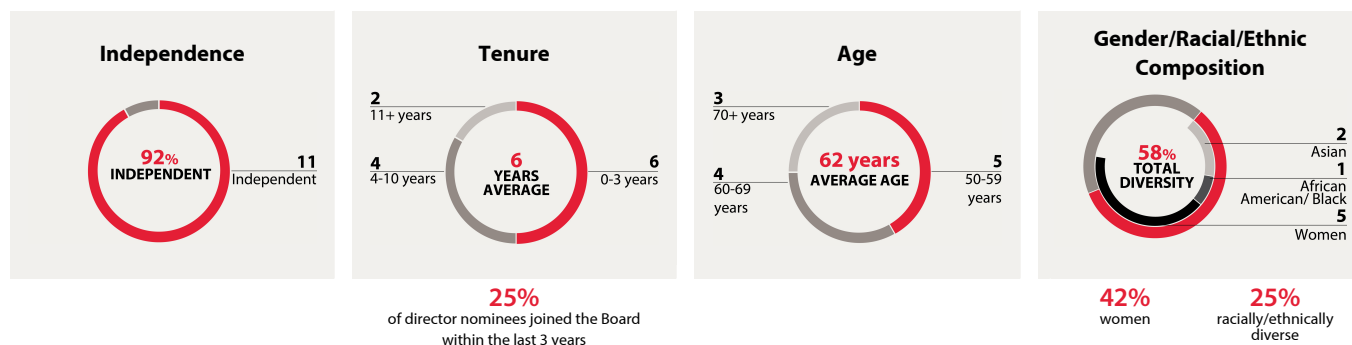 Independence
92%
INDEPENDENT
11
Independent
Tenure
2
11+ years
4
4-10 years
6
YEARS
AVERAGE
6
0-3 years
25%
of director nominees joined the Board
within the last 3 years
Age
3
70+ years
4
60-69
years
62 years
AVERAGE AGE
5
50-59
years
Gender/Racial/Ethnic
Composition
58%
TOTAL
DIVERSITY
2
Asian
1
African
American/ Black
5
Women
42%
women
25%
racially/ethnically
diverse